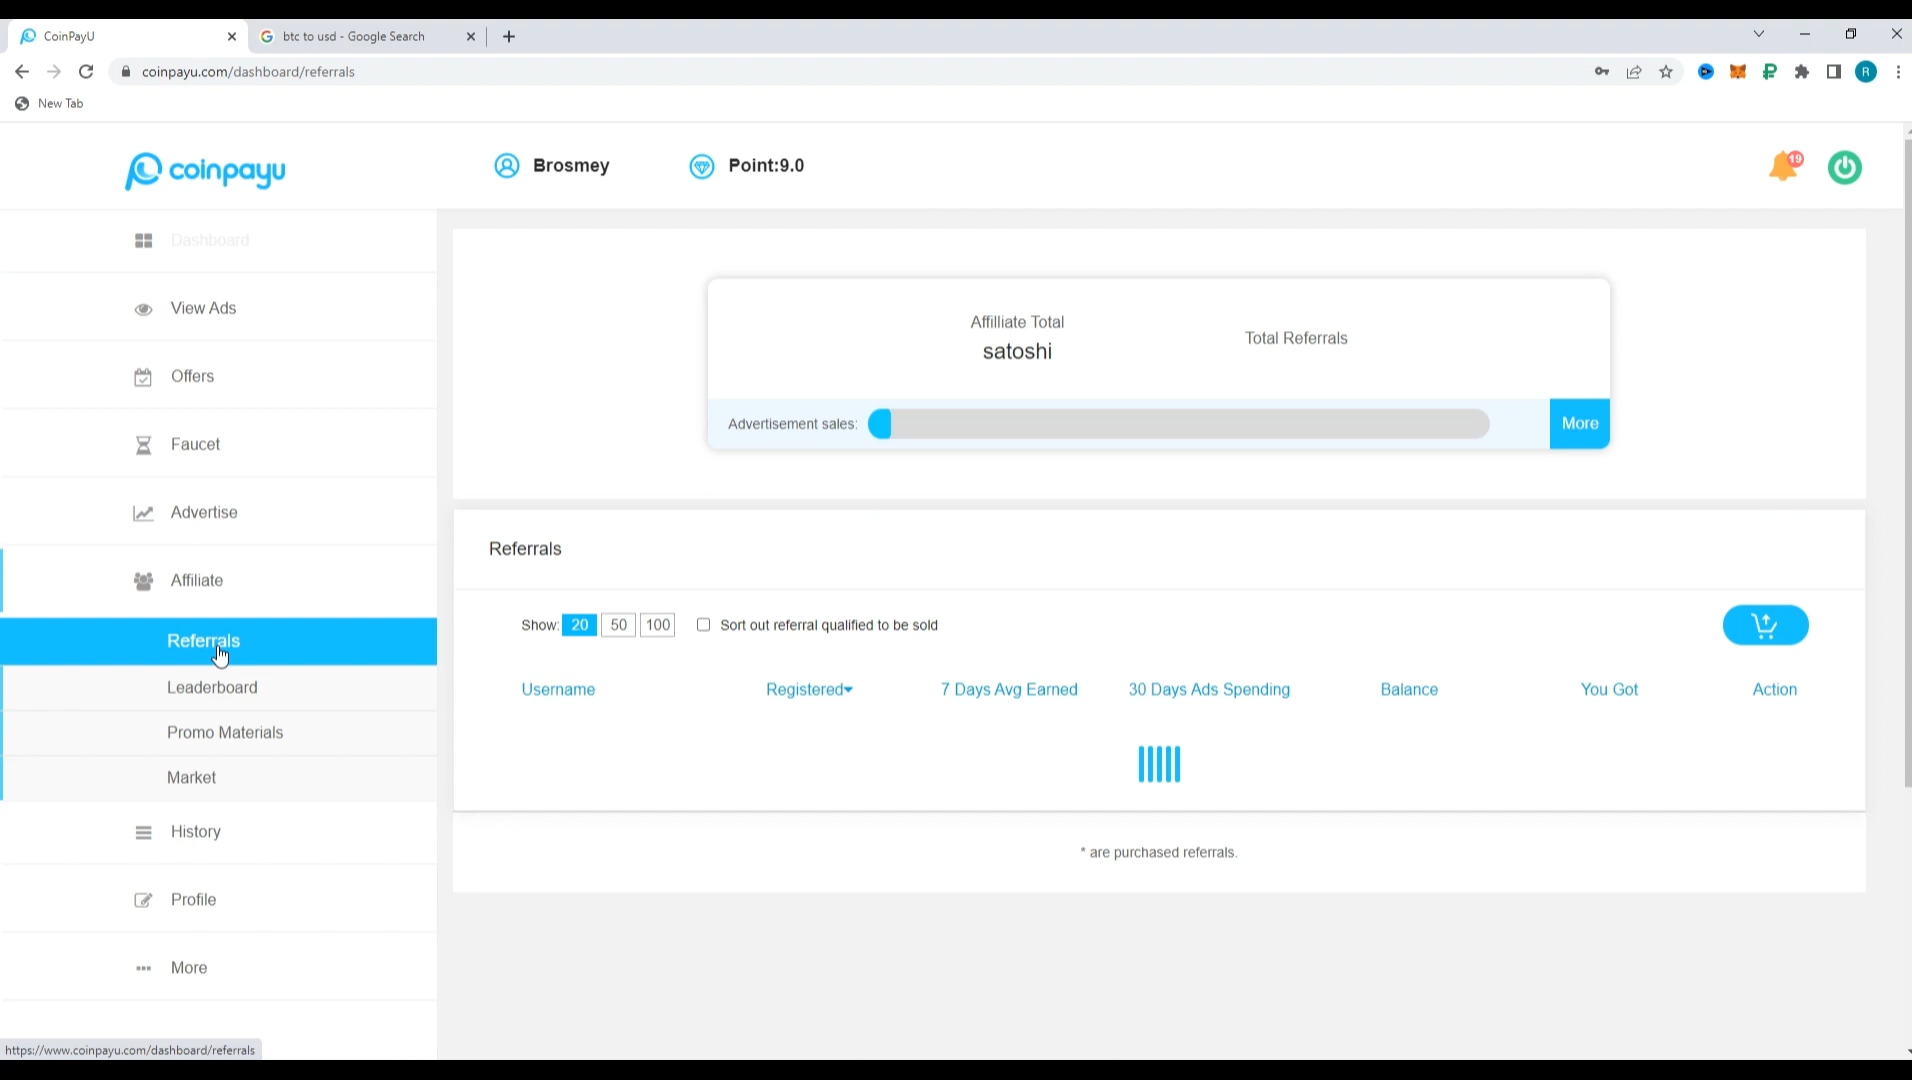 CoinPayU
btc to usd - Google Search
coinpayu.com/dashboard/referrals
R
New Tab
coinpayu
Brosmey
Point:9.0
19
Dashboard
View Ads
Offers
Faucet
Advertise
Affiliate
Referrals
Leaderboard
Promo Materials
Market
History
Profile
More
Affilliate Total
satoshi
Total Referrals
Advertisement sales:
More
Referrals
Show: 20 50 100 Sort out referral qualified to be sold
Username Registered 7 Days Avg Earned 30 Days Ads Spending Balance You Got Action
* are purchased referrals.
https://www.coinpayu.com/dashboard/referrals